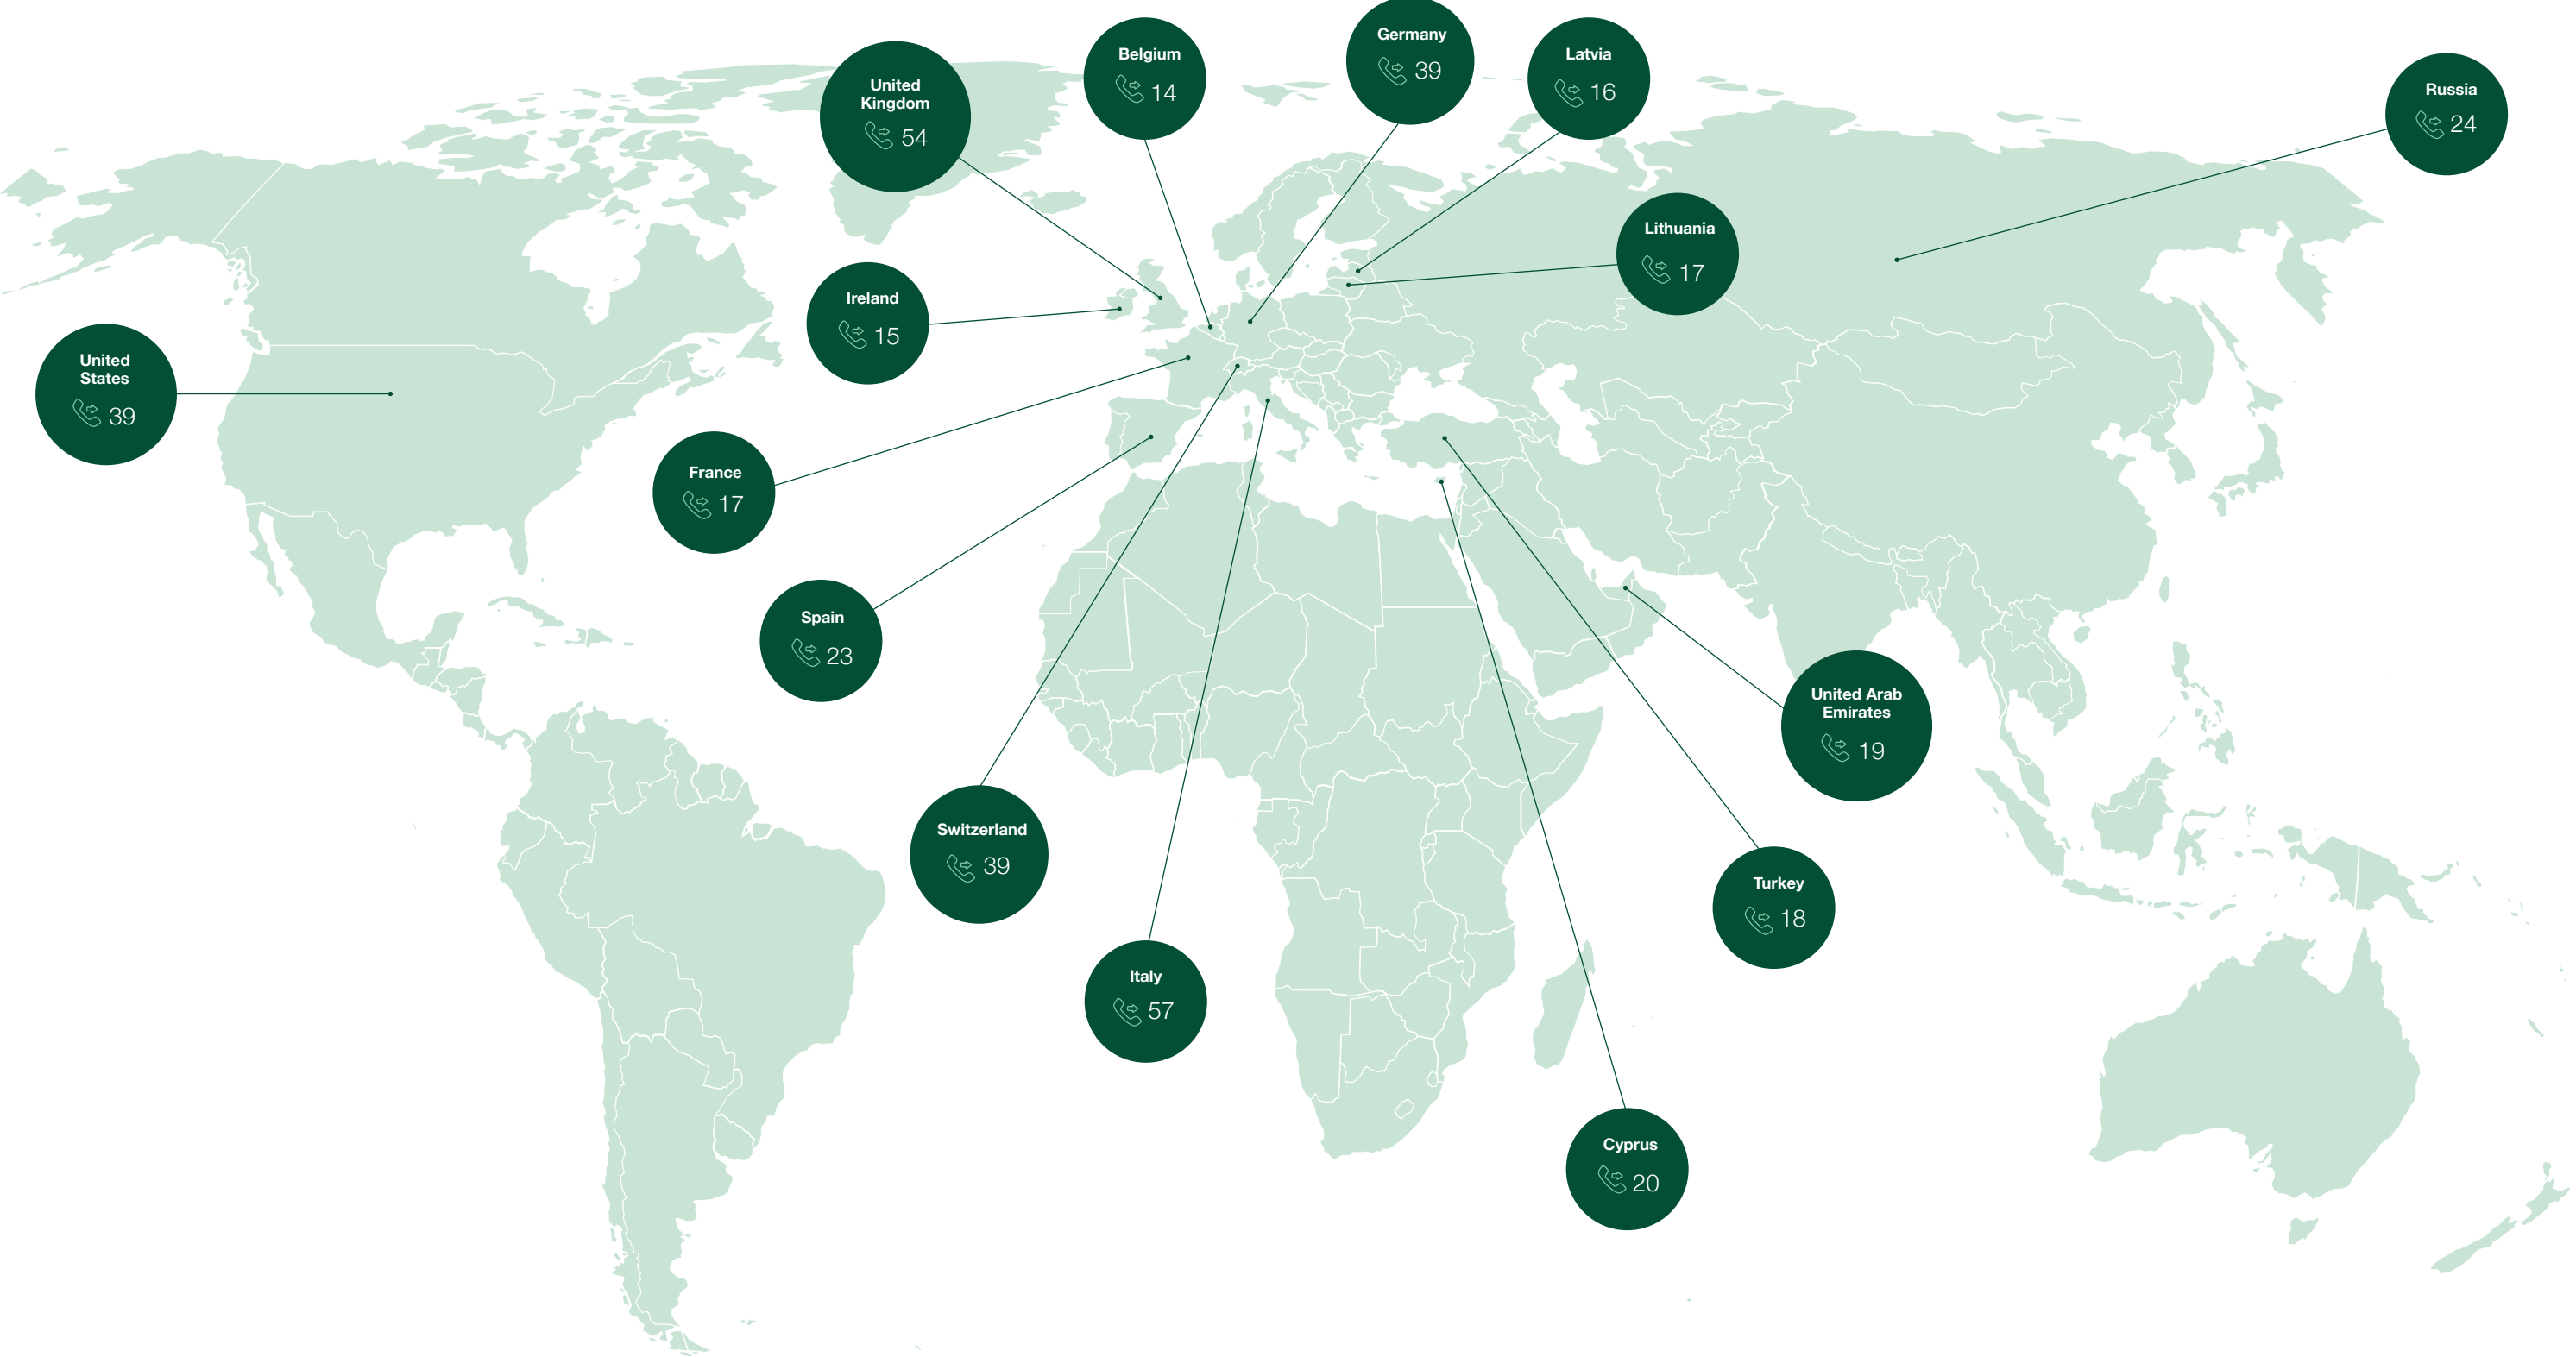 Germany
39
Belgium
14
Latvia
16
United
Kingdom
54
Russia
24
Lithuania
17
Ireland
15
United
States
39
France
17
Spain
23
United Arab
Emirates
19
Switzerland
39
Turkey
18
Italy
57
Cyprus
20